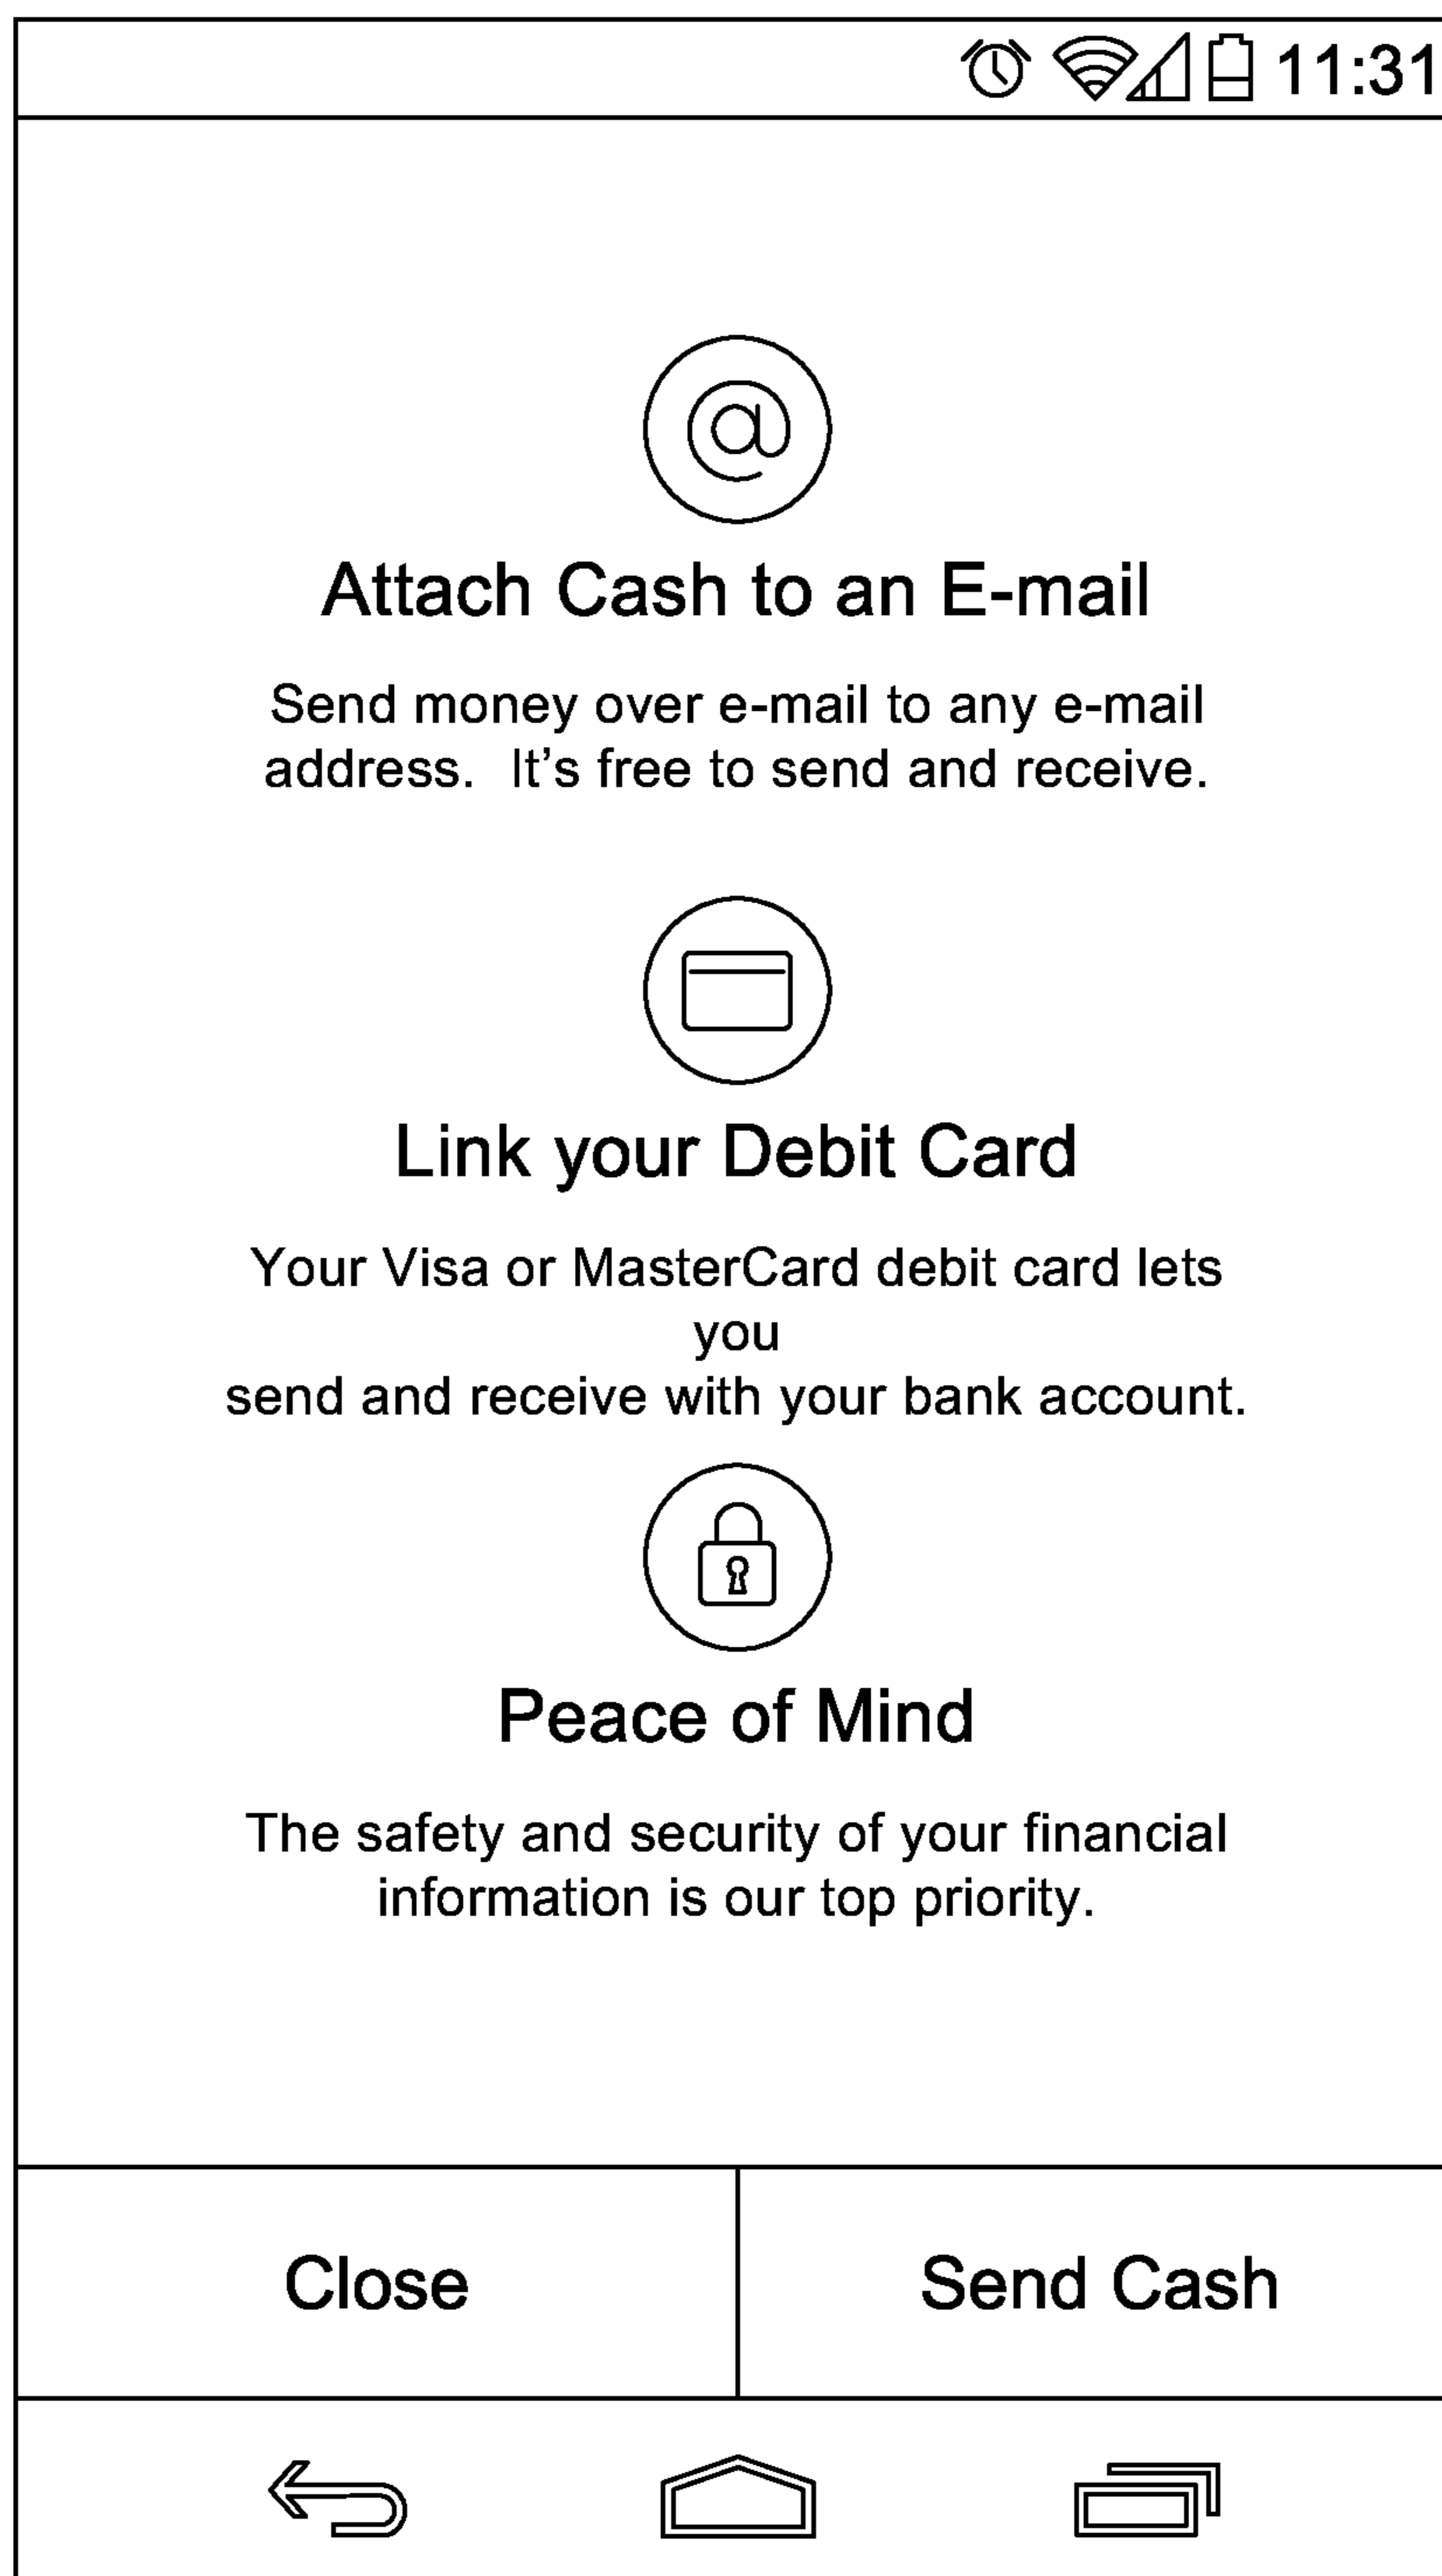 11:31
@
Attach Cash to an E-mail
Send money over e-mail to any e-mail
address.  It’s free to send and receive.
Link your Debit Card
Your Visa or MasterCard debit card lets
you
send and receive with your bank account.
Peace of Mind
The safety and security of your financial
information is our top priority.
Close
Send Cash